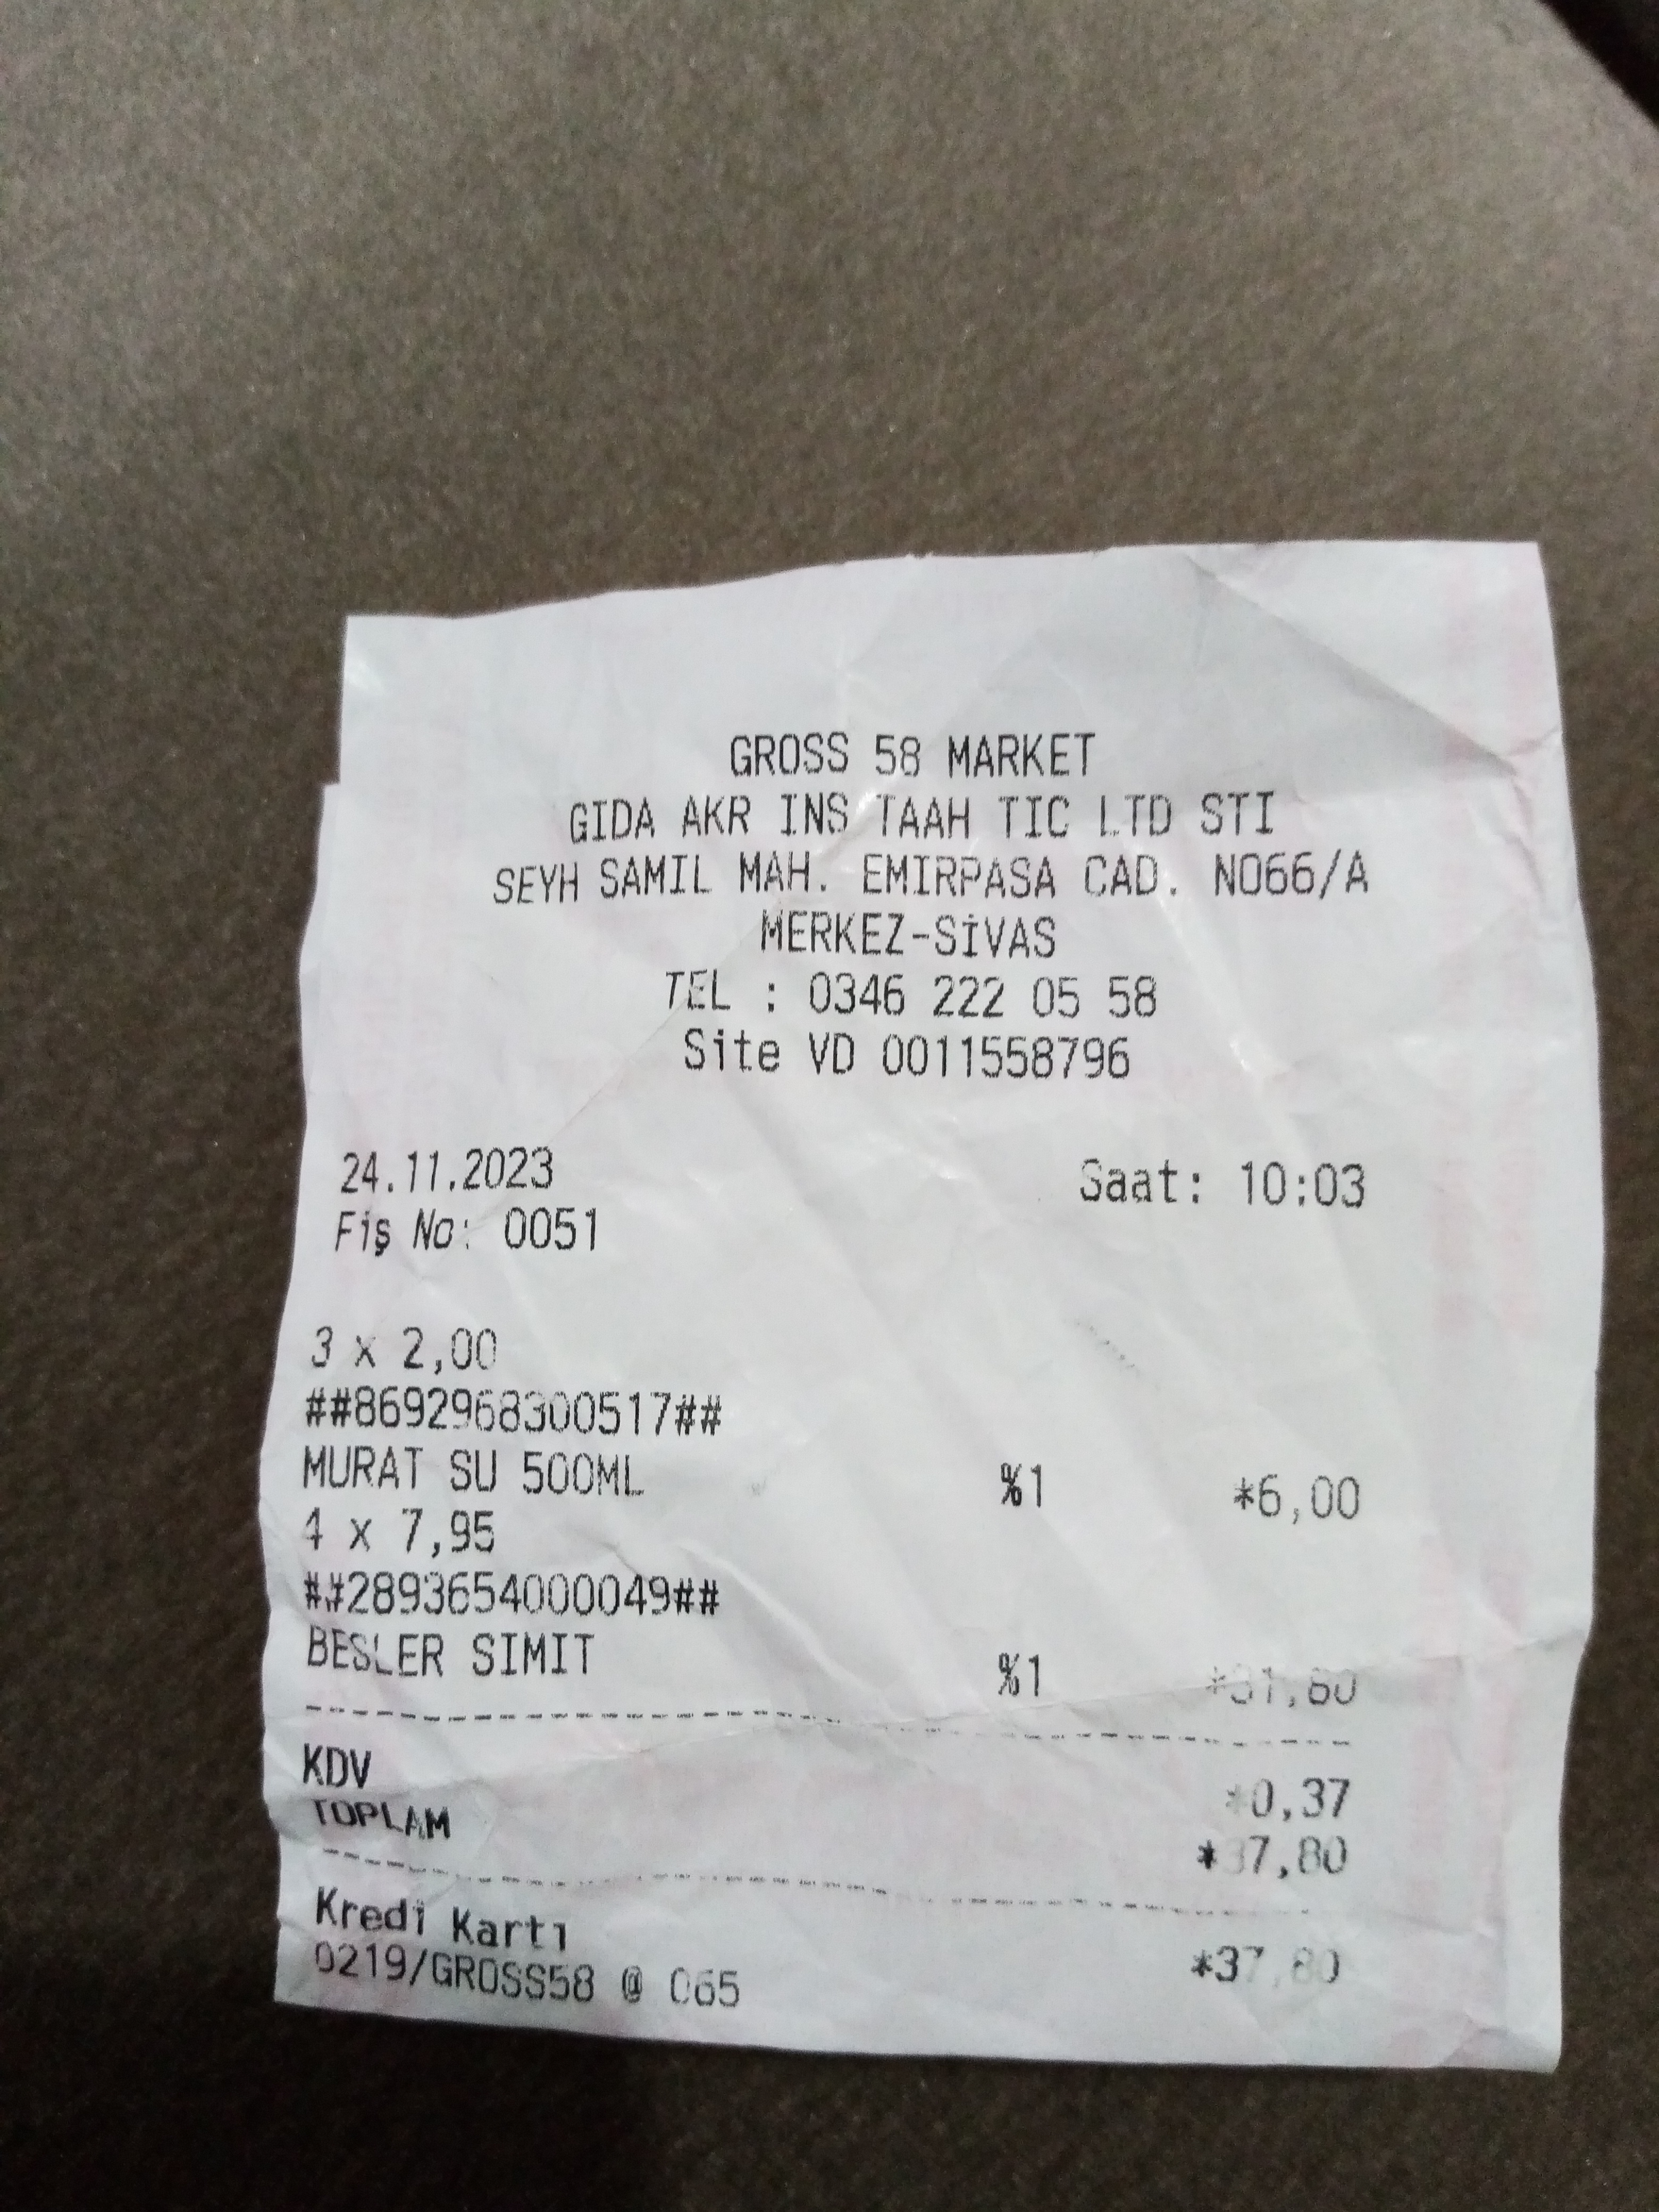 GROSS 58 MARKET
GIDA AKR INS TAAH TIC LTD STI
SEYH SAMIL MAH. EMIRPASA CAD. NO66/A
MERKEZ-SİVAS
TEL : 0346 222 05 58
Site VD 0011558796
24.11.2023 Saat: 10:03
Fiş No: 0051
3 x 2,00
##8692968300517##
MURAT SU 500ML %1 *6,00
4 x 7,95
##2893654000049##
BESLER SIMIT %1 *31,80
KDV *0,37
TOPLAM *37,80
Kredi Kartı *37,80
0219/GROSS58 @ 065